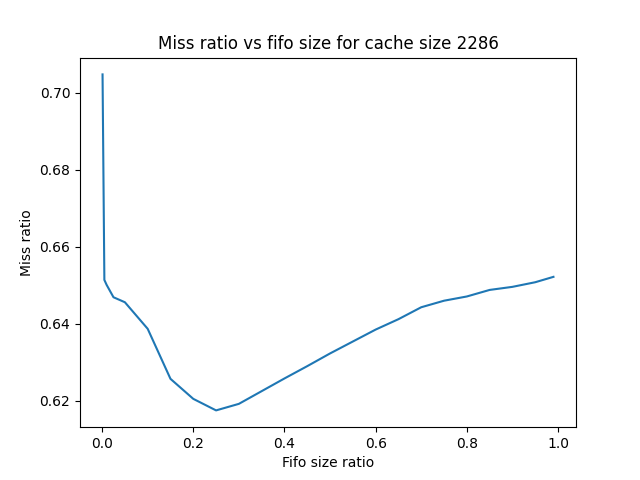 Miss ratio vs fifo size for cache size 2286
Miss ratio
0.70
0.68
0.66
0.64
0.62
0.0 0.2 0.4 0.6 0.8 1.0
Fifo size ratio